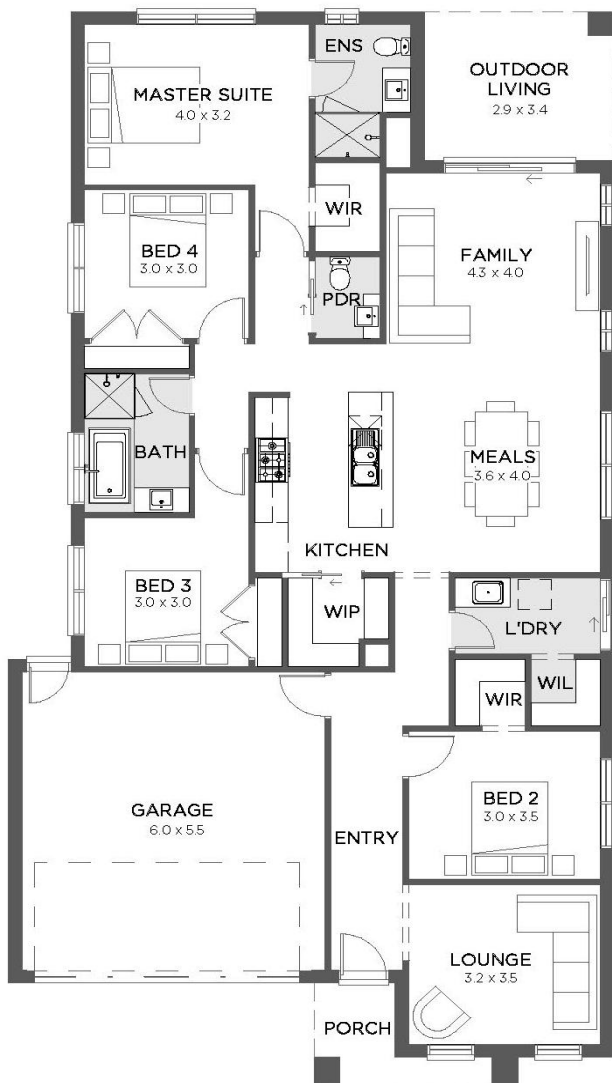 ENS
MASTER SUITE
4.0 x 3.2
OUTDOOR
LIVING
2.9 x 3.4
WIR
BED 4
3.0 x 3.0
FAMILY
4.3 x 4.0
PDR
BATH
MEALS
3.6 x 4.0
KITCHEN
BED 3
3.0 x 3.0
WIP
L'DRY
WIL
WIR
BED 2
3.0 x 3.5
GARAGE
6.0 x 5.5
ENTRY
LOUNGE
3.2 x 3.5
PORCH